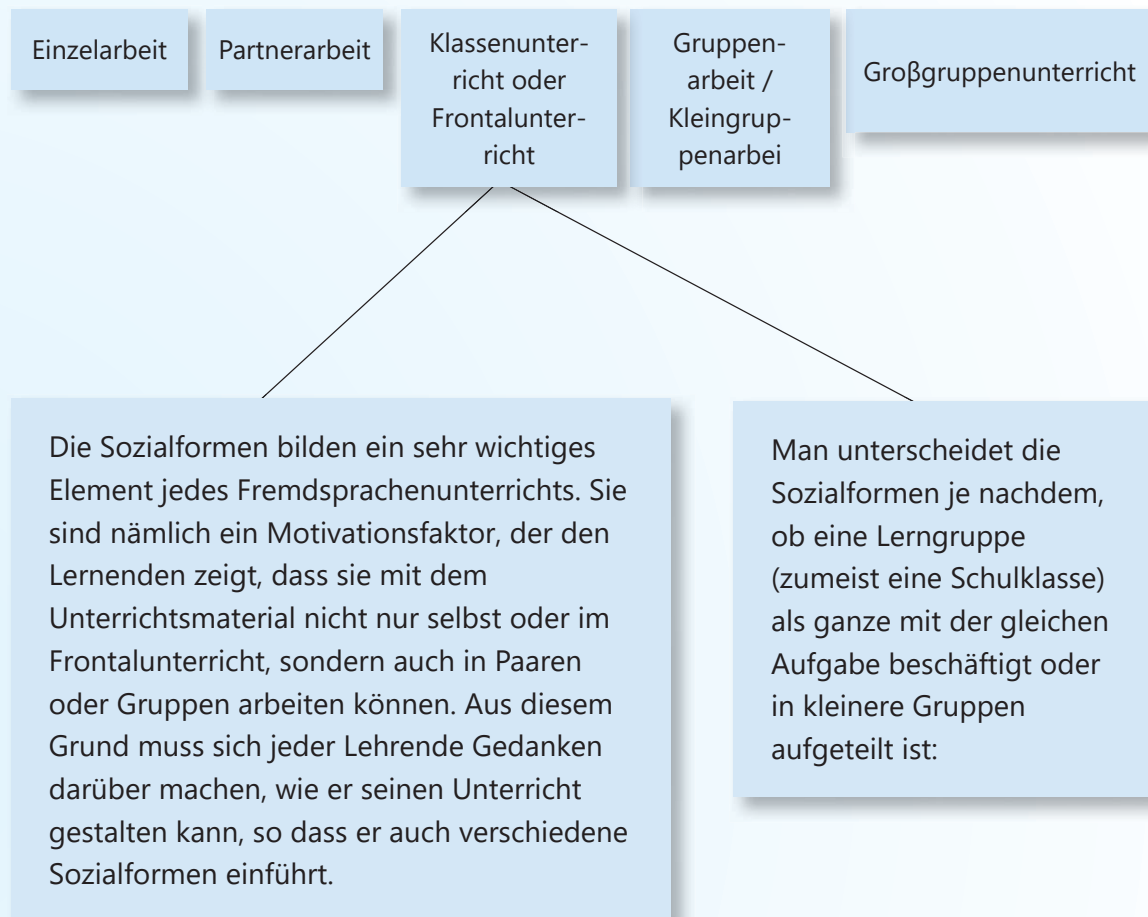 Einzelarbeit
Partnerarbeit
Klassenunter-
richt oder
Frontalunter-
richt
Gruppen-
arbeit /
Kleingrup-
penarbei
Großgruppenunterricht
Die Sozialformen bilden ein sehr wichtiges
Element jedes Fremdsprachenunterrichts. Sie
sind nämlich ein Motivationsfaktor, der den
Lernenden zeigt, dass sie mit dem
Unterrichtsmaterial nicht nur selbst oder im
Frontalunterricht, sondern auch in Paaren
oder Gruppen arbeiten können. Aus diesem
Grund muss sich jeder Lehrende Gedanken
darüber machen, wie er seinen Unterricht
gestalten kann, so dass er auch verschiedene
Sozialformen einführt.
Man unterscheidet die
Sozialformen je nachdem,
ob eine Lerngruppe
(zumeist eine Schulklasse)
als ganze mit der gleichen
Aufgabe beschäftigt oder
in kleinere Gruppen
aufgeteilt ist: